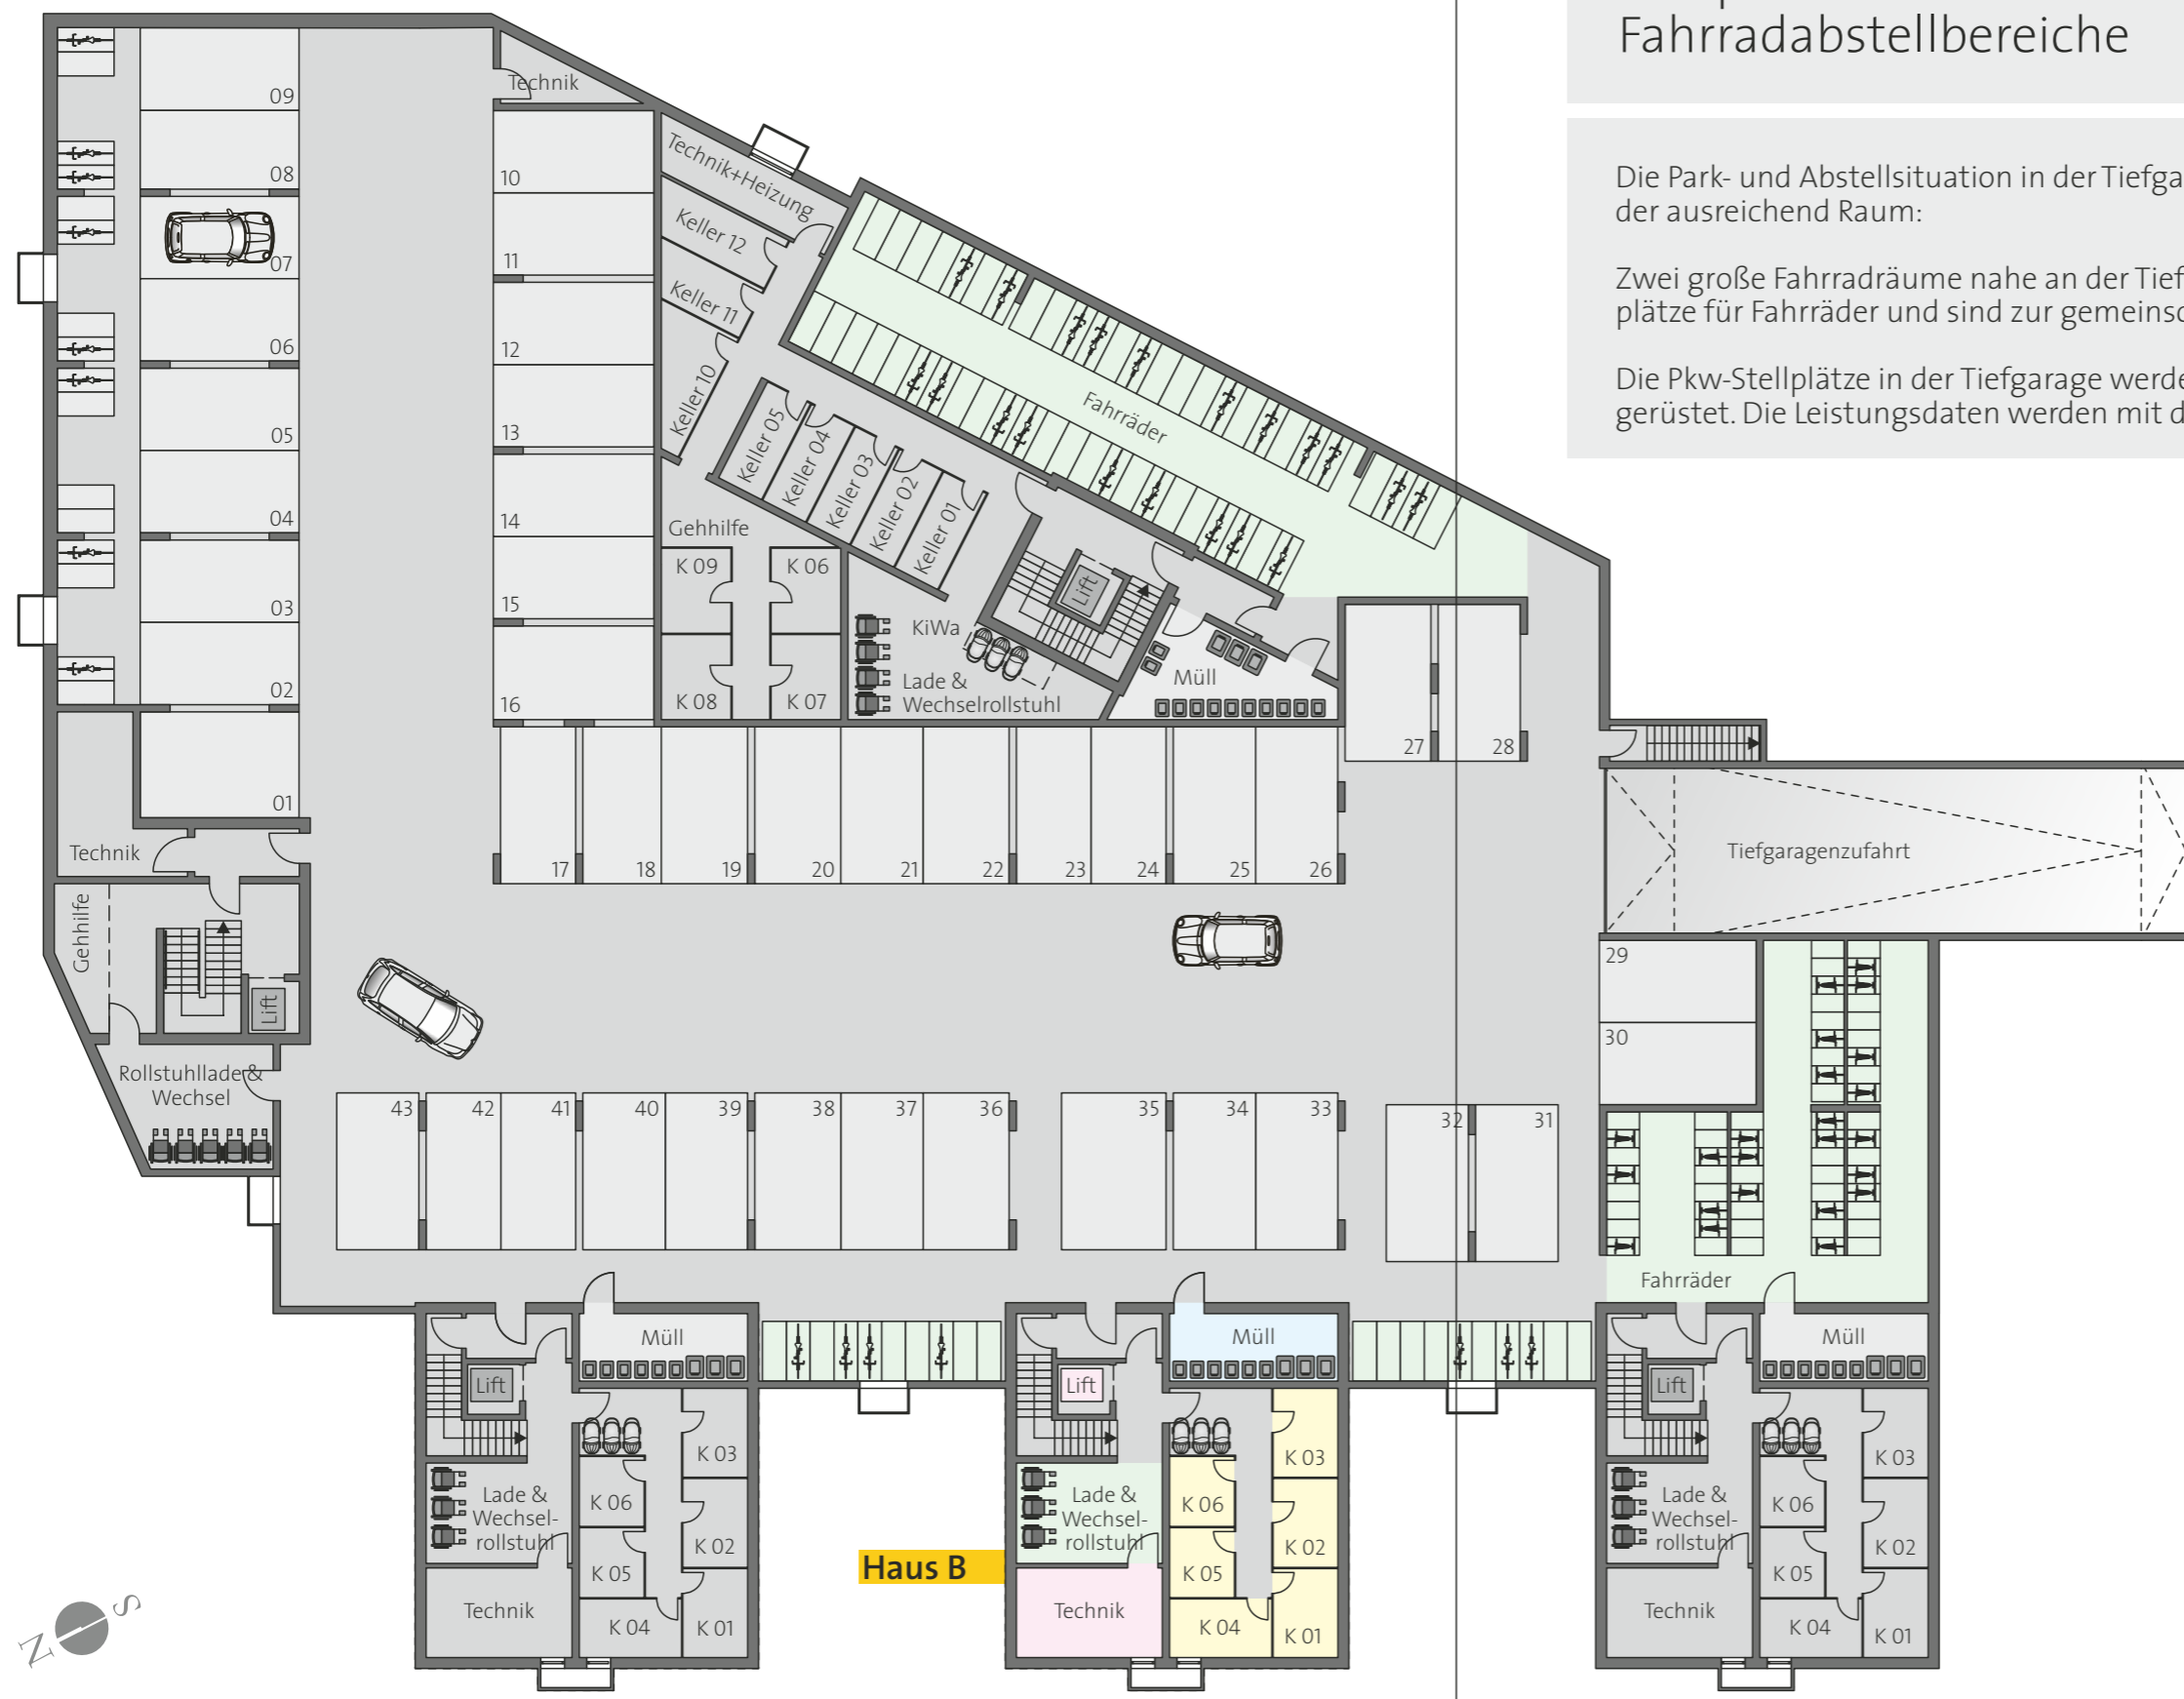 Fahrradabstellbereiche
Die Park- und Abstellsituation in der Tiefga
der ausreichend Raum:
Zwei große Fahrradräume nahe an der Tief
plätze für Fahrräder und sind zur gemeinsc
Die Pkw-Stellplätze in der Tiefgarage werde
gerüstet. Die Leistungsdaten werden mit d
09
08
07
06
05
04
03
02
01
Technik
10
11
12
13
14
15
16
Technik+Heizung
Keller 12
Keller 11
Keller 10
Keller 05
Keller 04
Keller 03
Keller 02
Keller 01
Fahrräder
Gehhilfe
K 09
K 06
K 08
K 07
KiWa
Lade &
Wechselrollstuhl
Lift
Müll
27
28
17
18
19
20
21
22
23
24
25
26
Tiefgaragenzufahrt
Technik
Gehhilfe
Lift
Rollstuhllade &
Wechsel
29
30
43
42
41
40
39
38
37
36
35
34
33
32
31
Fahrräder
Müll
Lift
K 03
K 06
K 02
K 05
K 04
K 01
Lade &
Wechsel-
rollstuhl
Technik
Haus B
Müll
Lift
K 03
K 06
K 02
K 05
K 04
K 01
Lade &
Wechsel-
rollstuhl
Technik
Müll
Lift
K 03
K 06
K 02
K 05
K 04
K 01
Lade &
Wechsel-
rollstuhl
Technik
N
S